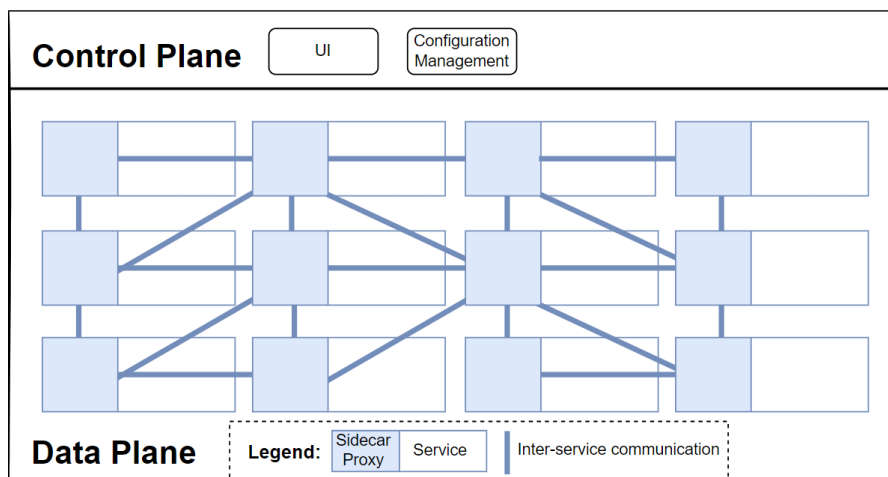 Control Plane
UI
Configuration
Management
Data Plane
Legend:
Sidecar
Proxy
Service
Inter-service communication